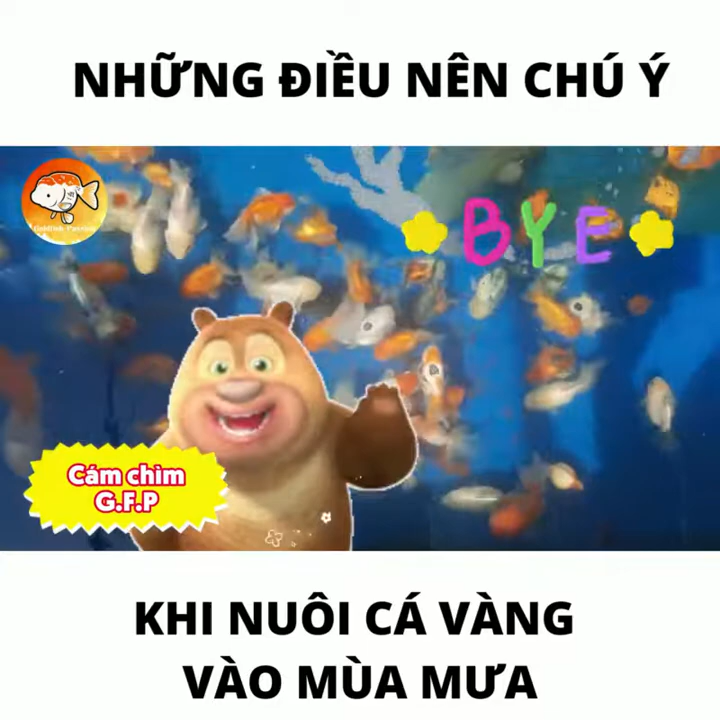 NHỮNG ĐIỀU NÊN CHÚ Ý
BYE
Cám chìm
G.F.P
KHI NUÔI CÁ VÀNG
VÀO MÙA MƯA